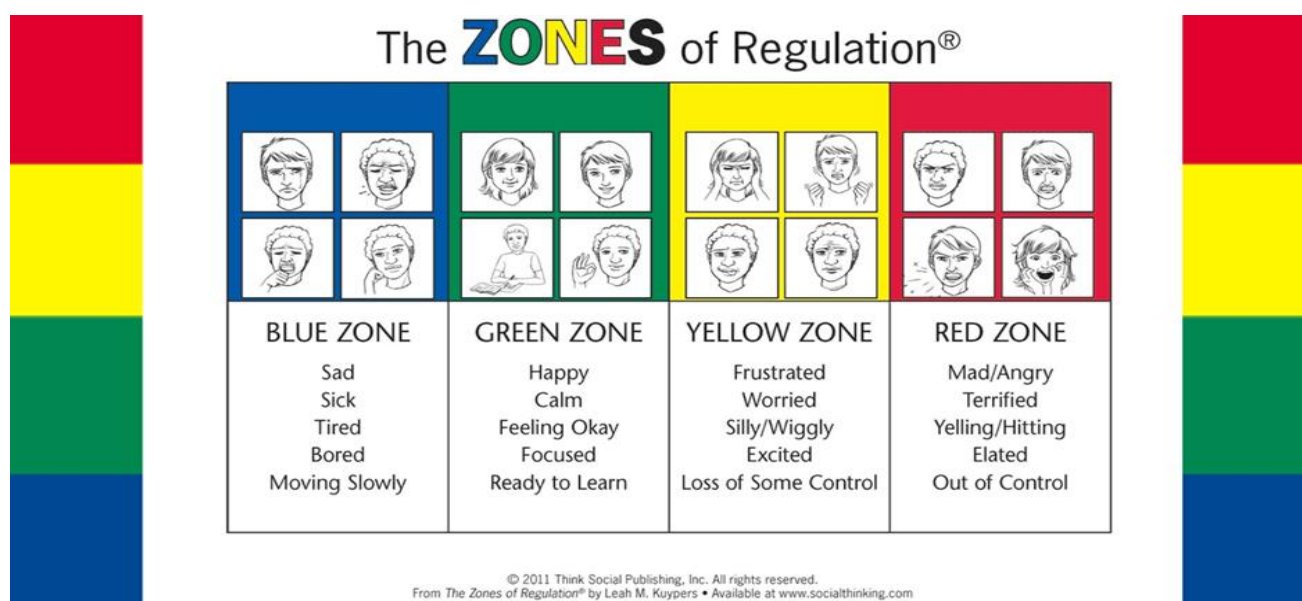 The ZONES of Regulation®
BLUE ZONE
Sad
Sick
Tired
Bored
Moving Slowly
GREEN ZONE
Happy
Calm
Feeling Okay
Focused
Ready to Learn
YELLOW ZONE
Frustrated
Worried
Silly/Wiggly
Excited
Loss of Some Control
RED ZONE
Mad/Angry
Terrified
Yelling/Hitting
Elated
Out of Control
© 2011 Think Social Publishing, Inc. All rights reserved.
From The Zones of Regulation® by Leah M. Kuypers • Available at www.socialthinking.com